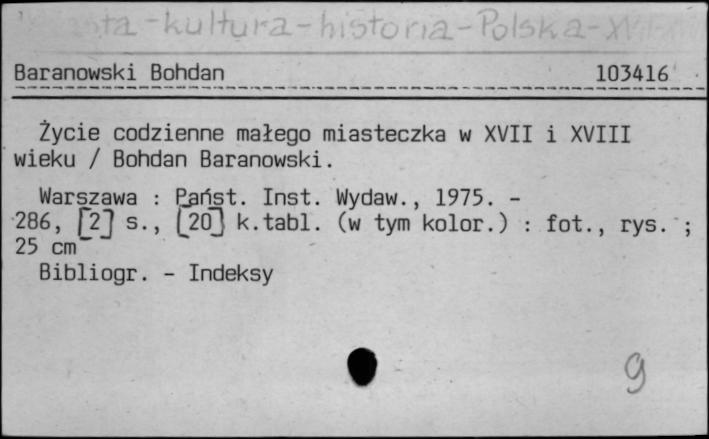 -kultura-historia-Polska-
Baranowski Bohdan 103416
Życie codzienne małego miasteczka w XVII i XVIII
wieku / Bohdan Baranowski.
Warszawa : Państ. Inst. Wydaw., 1975. -
286, [2] s., [20] k.tabl. (w tym kolor.) : fot., rys. ;
25 cm
Bibliogr. - Indeksy
g